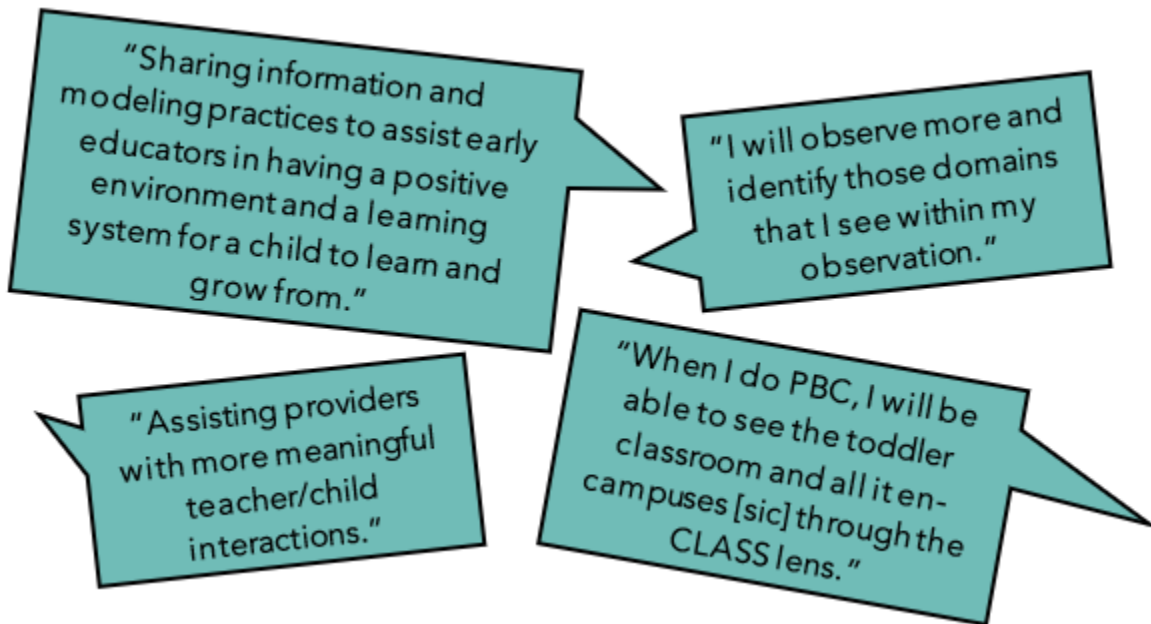 “Sharing information and
modeling practices to assist early
educators in having a positive
environment and a learning
system for a child to learn and
grow from.”
“I will observe more and
identify those domains
that I see within my
observation.”
“Assisting providers
with more meaningful
teacher/child
interactions.”
“When I do PBC, I will be
able to see the toddler
classroom and all it en-
campuses [sic] through the
CLASS lens.”